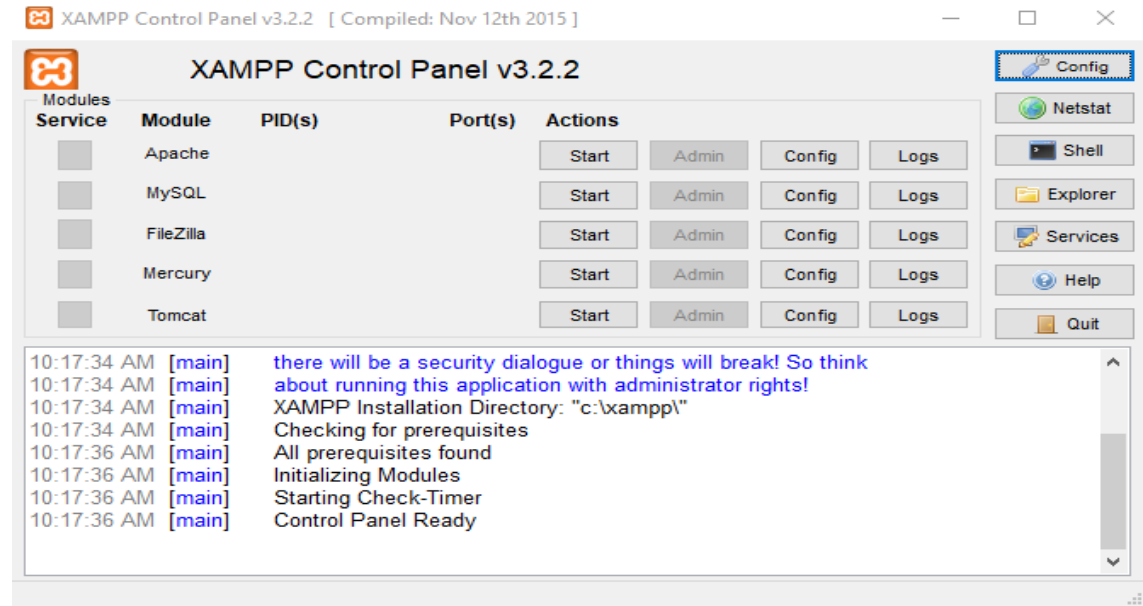 XAMPP Control Panel v3.2.2 [ Compiled: Nov 12th 2015 ]
XAMPP Control Panel v3.2.2
Config
Modules
Netstat
Service Module PID(s) Port(s) Actions
Apache Start Admin Config Logs
Shell
MySQL Start Admin Config Logs
Explorer
FileZilla Start Admin Config Logs
Services
Mercury Start Admin Config Logs
Help
Tomcat Start Admin Config Logs
Quit
10:17:34 AM [main] there will be a security dialogue or things will break! So think
10:17:34 AM [main] about running this application with administrator rights!
10:17:34 AM [main] XAMPP Installation Directory: "c:\xampp\"
10:17:34 AM [main] Checking for prerequisites
10:17:36 AM [main] All prerequisites found
10:17:36 AM [main] Initializing Modules
10:17:36 AM [main] Starting Check-Timer
10:17:36 AM [main] Control Panel Ready